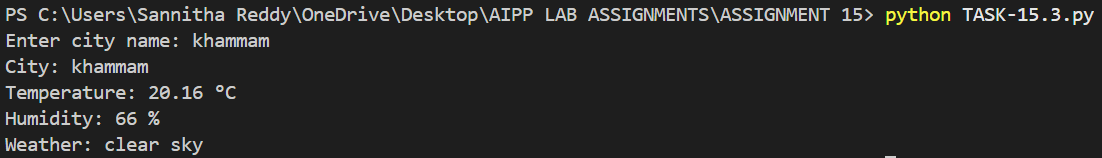 PS C:\Users\Sannitha Reddy\OneDrive\Desktop\AIPP LAB ASSIGNMENTS\ASSIGNMENT 15> python TASK-15.3.py
Enter city name: khammam
City: khammam
Temperature: 20.16 °C
Humidity: 66 %
Weather: clear sky